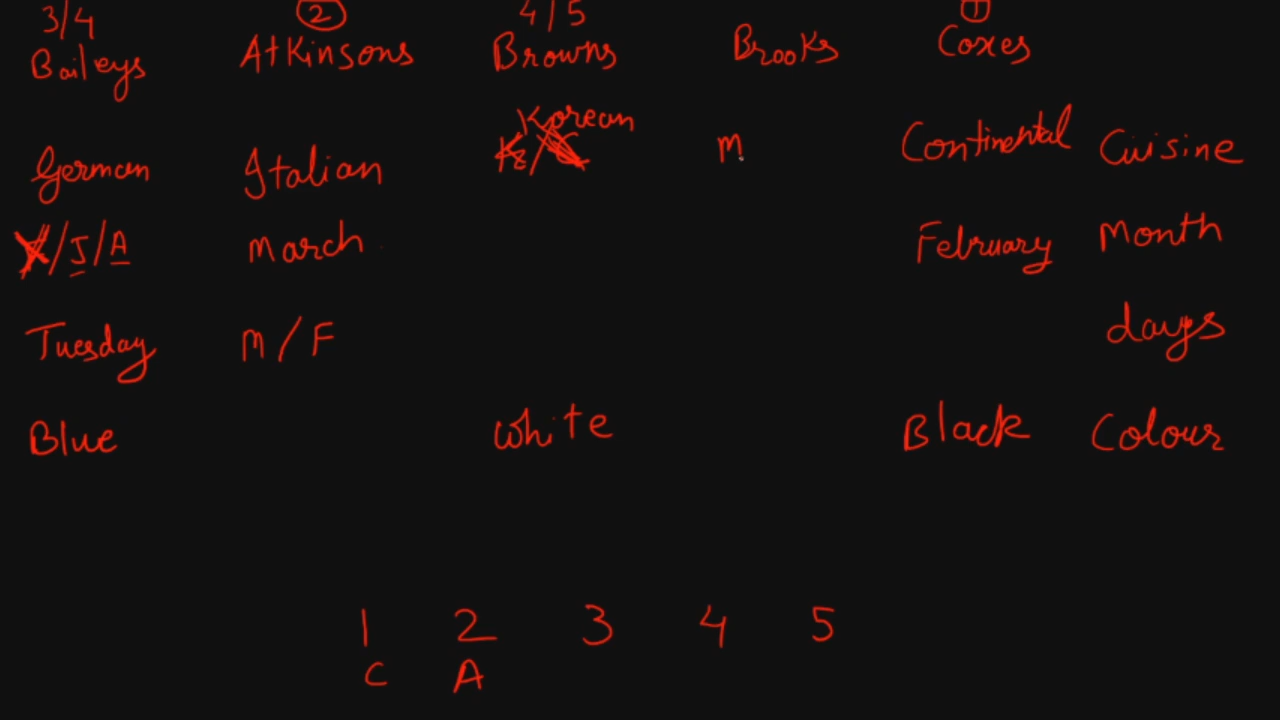 3/4 2 4/5 1
Baileys Atkinsons Browns Brooks Coxes
Korean
German Italian M Continental Cuisine
/J/A March February Month
Tuesday M/F days
Blue White Black Colour
1 2 3 4 5
C A